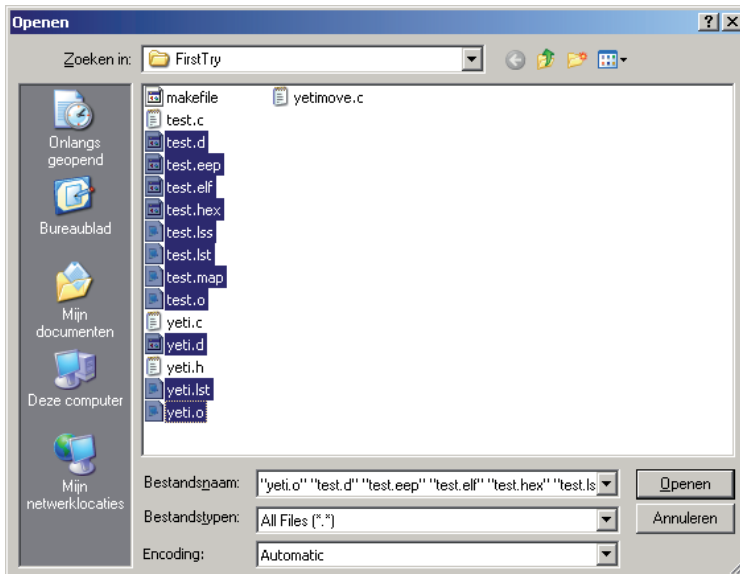 Openen
Zoeken in: FirstTry
Onlangs geopend
Bureaublad
Mijn documenten
Deze computer
Mijn netwerklocaties
makefile
test.c
test.d
test.eep
test.elf
test.hex
test.lss
test.lst
test.map
test.o
yeti.c
yeti.d
yeti.h
yeti.lst
yeti.o
yetimove.c
Bestandsnaam: "yeti.o" "test.d" "test.eep" "test.elf" "test.hex" "test.ls Openen
Bestandstypen: All Files (*.*) Annuleren
Encoding: Automatic